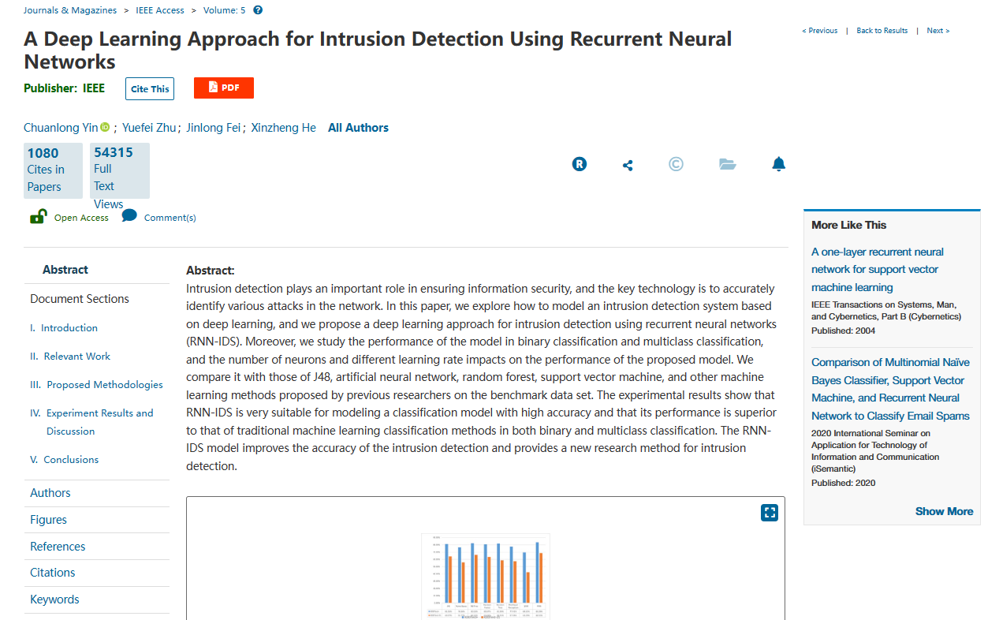 Journals & Magazines > IEEE Access > Volume: 5 ?
A Deep Learning Approach for Intrusion Detection Using Recurrent Neural
Networks
Publisher: IEEE Cite This PDF
< Previous | Back to Results | Next >
Chuanlong Yin iD ; Yuefei Zhu ; Jinlong Fei ; Xinzheng He All Authors
1080
Cites in
Papers
54315
Full
Text
Views
R
©
Open Access Comment(s)
Abstract
Document Sections
I. Introduction
II. Relevant Work
III. Proposed Methodologies
IV. Experiment Results and
Discussion
V. Conclusions
Authors
Figures
References
Citations
Keywords
Abstract:
Intrusion detection plays an important role in ensuring information security, and the key technology is to accurately
identify various attacks in the network. In this paper, we explore how to model an intrusion detection system based
on deep learning, and we propose a deep learning approach for intrusion detection using recurrent neural networks
(RNN-IDS). Moreover, we study the performance of the model in binary classification and multiclass classification,
and the number of neurons and different learning rate impacts on the performance of the proposed model. We
compare it with those of J48, artificial neural network, random forest, support vector machine, and other machine
learning methods proposed by previous researchers on the benchmark data set. The experimental results show that
RNN-IDS is very suitable for modeling a classification model with high accuracy and that its performance is superior
to that of traditional machine learning classification methods in both binary and multiclass classification. The RNN-
IDS model improves the accuracy of the intrusion detection and provides a new research method for intrusion
detection.
More Like This
A one-layer recurrent neural
network for support vector
machine learning
IEEE Transactions on Systems, Man,
and Cybernetics, Part B (Cybernetics)
Published: 2004
Comparison of Multinomial Naïve
Bayes Classifier, Support Vector
Machine, and Recurrent Neural
Network to Classify Email Spams
2020 International Seminar on
Application for Technology of
Information and Communication
(iSemantic)
Published: 2020
Show More